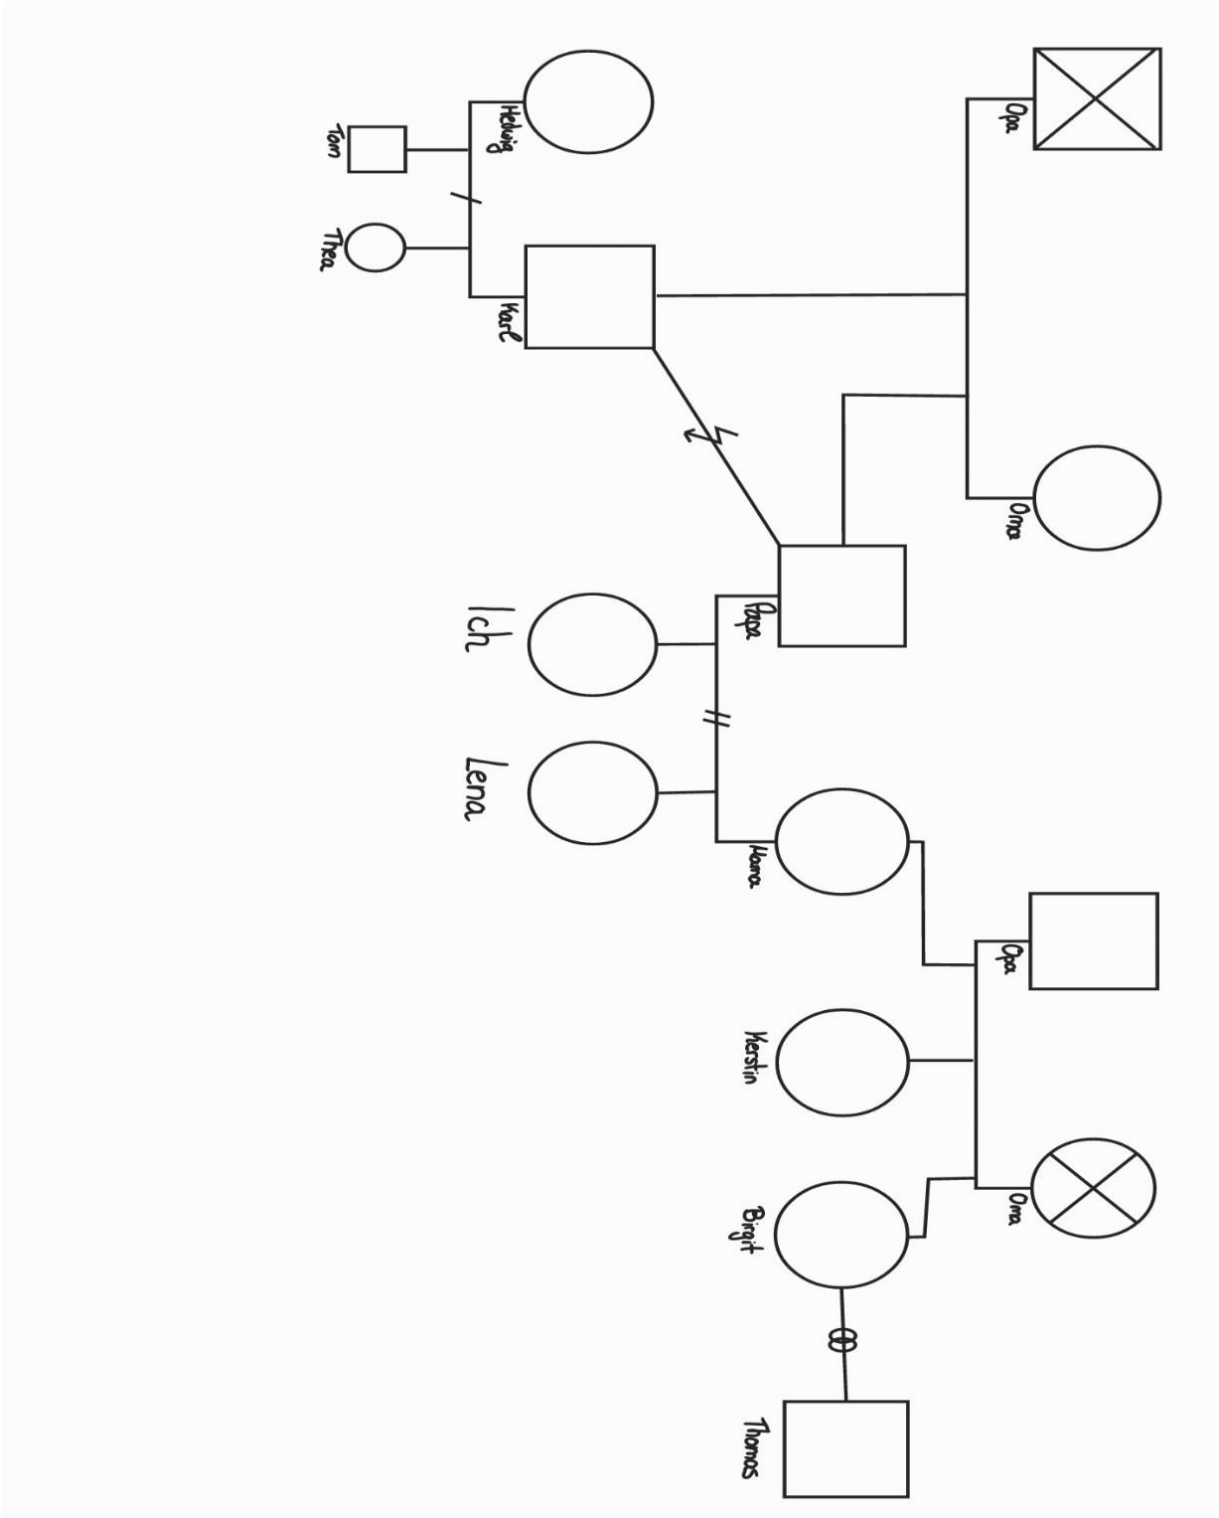 Opa
Oma
Opa
Oma
Hedwig
Karl
Papa
Mama
Kerstin
Birgit
Thomas
Tom
Thea
Ich
Lena